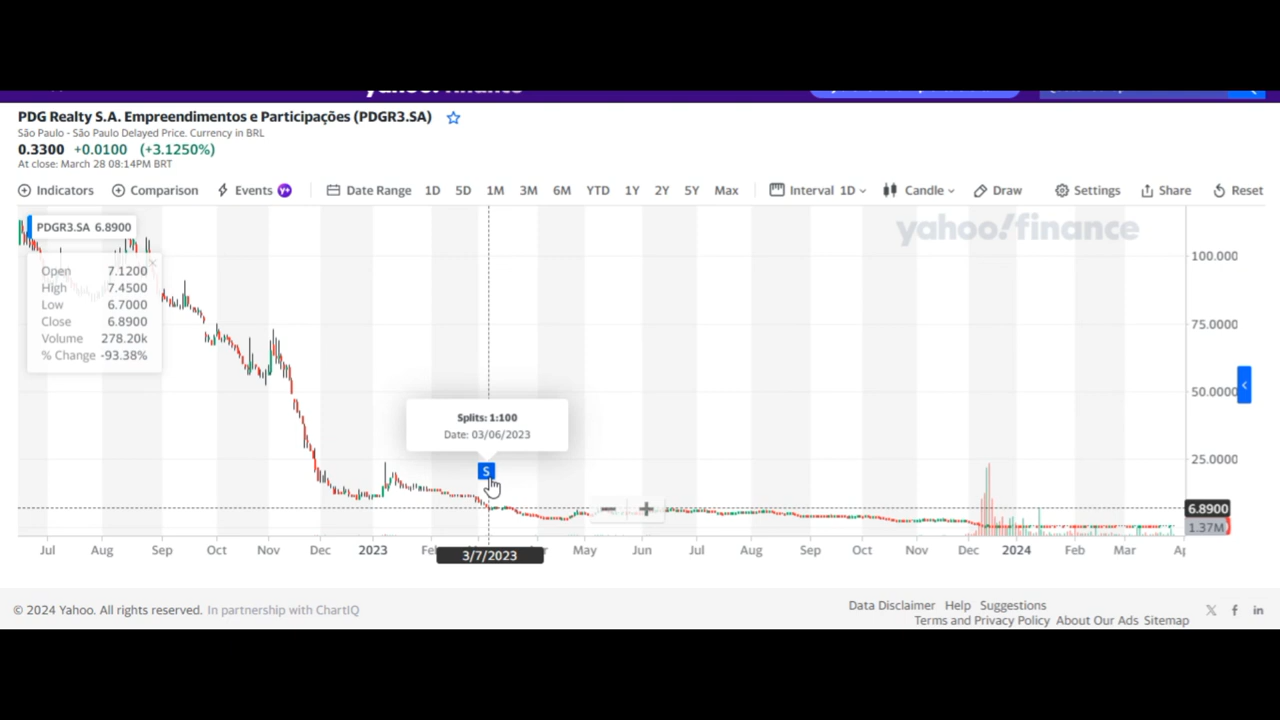 yahoo!finance
PDG Realty S.A. Empreendimentos e Participações (PDGR3.SA)
São Paulo - São Paulo Delayed Price. Currency in BRL
0.3300 +0.0100 (+3.1250%)
At close: March 28 08:14PM BRT
Indicators Comparison Events Y+ Date Range 1D 5D 1M 3M 6M YTD 1Y 2Y 5Y Max Interval 1D Candle Draw Settings Share Reset
PDGR3.SA 6.8900
yahoo!finance
Open 7.1200
High 7.4500
Low 6.7000
Close 6.8900
Volume 278.20k
% Change -93.38%
100.000
75.0000
50.0000
25.0000
Splits: 1:100
Date: 03/06/2023
S
6.8900
1.37M
Jul Aug Sep Oct Nov Dec 2023 May Jun Jul Aug Sep Oct Nov Dec 2024 Feb Mar
3/7/2023
© 2024 Yahoo. All rights reserved. In partnership with ChartIQ
Data Disclaimer Help Suggestions
Terms and Privacy Policy About Our Ads Sitemap